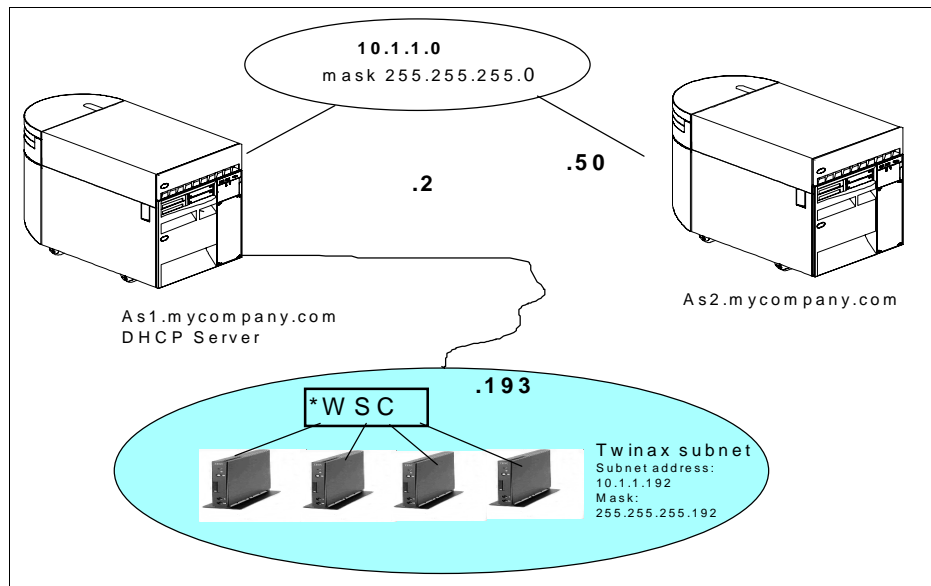 10.1.1.0
mask 255.255.255.0
.2
.50
As1.mycompany.com
DHCP Server
As2.mycompany.com
.193
*WSC
Twinax subnet
Subnet address:
10.1.1.192
Mask:
255.255.255.192